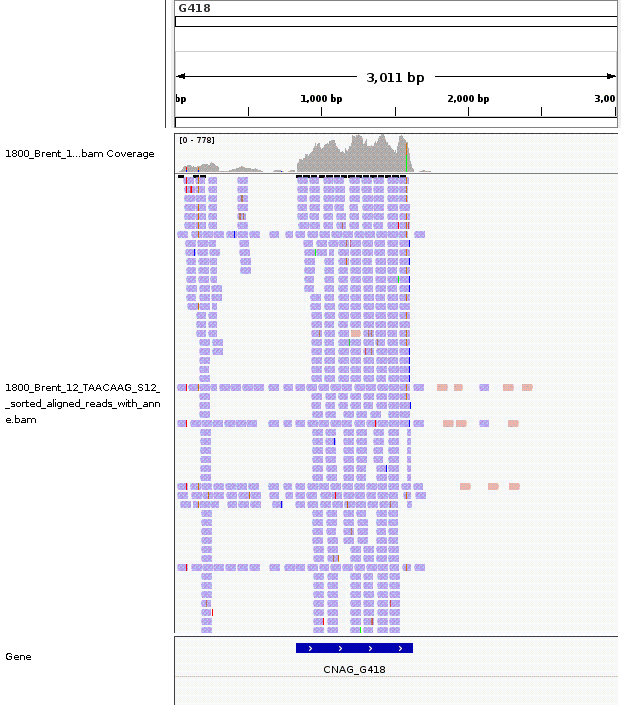 G418
3,011 bp
bp
1,000 bp
2,000 bp
3,00
[0 - 778]
1800_Brent_1...bam Coverage
1800_Brent_12_TAACAAG_S12_
_sorted_aligned_reads_with_ann
e.bam
Gene
CNAG_G418